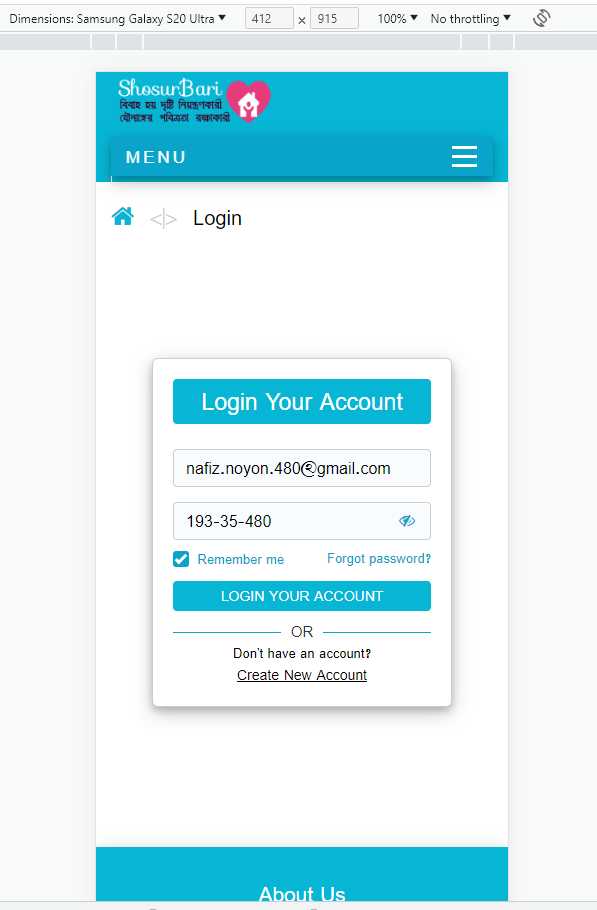 Dimensions: Samsung Galaxy S20 Ultra
412 x 915
100%
No throttling
ShosurBari
বিবাহ হয় দৃষ্টি নিয়ন্ত্রণকারী
যৌনাঙ্গের পবিত্রতা রক্ষাকারী
MENU
<|> Login
Login Your Account
nafiz.noyon.480@gmail.com
193-35-480
Remember me
Forgot password?
LOGIN YOUR ACCOUNT
OR
Don't have an account?
Create New Account
About Us